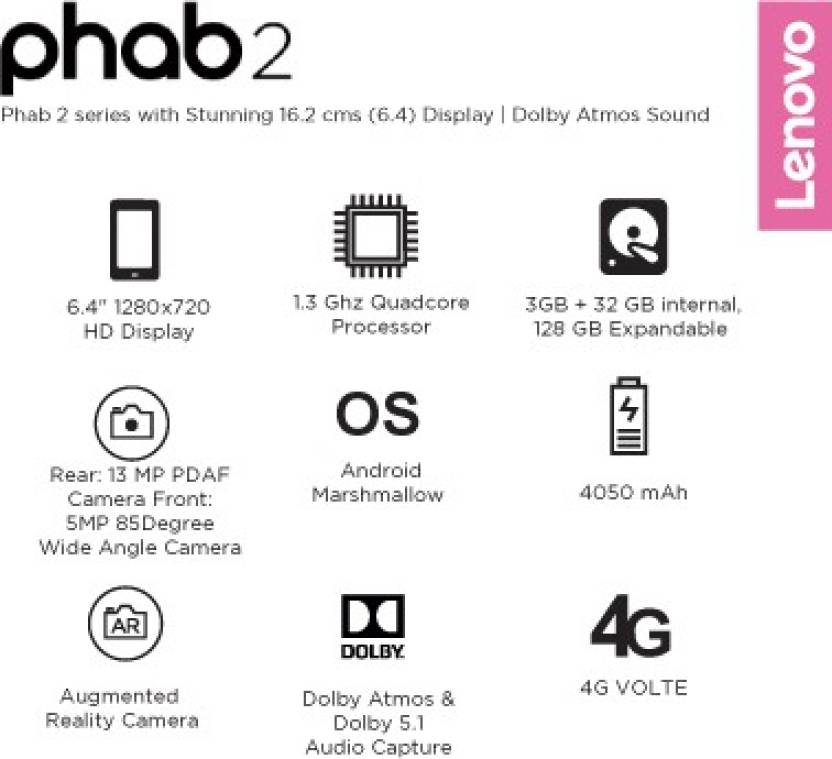 phab 2
Lenovo
Phab 2 series with Stunning 16.2 cms (6.4) Display | Dolby Atmos Sound
6.4" 1280x720
HD Display
1.3 Ghz Quadcore
Processor
3GB + 32 GB internal,
128 GB Expandable
Rear: 13 MP PDAF
Camera Front:
5MP 85Degree
Wide Angle Camera
OS
Android
Marshmallow
4050 mAh
AR
Augmented
Reality Camera
DOLBY
Dolby Atmos &
Dolby 5.1
Audio Capture
4G
4G VOLTE